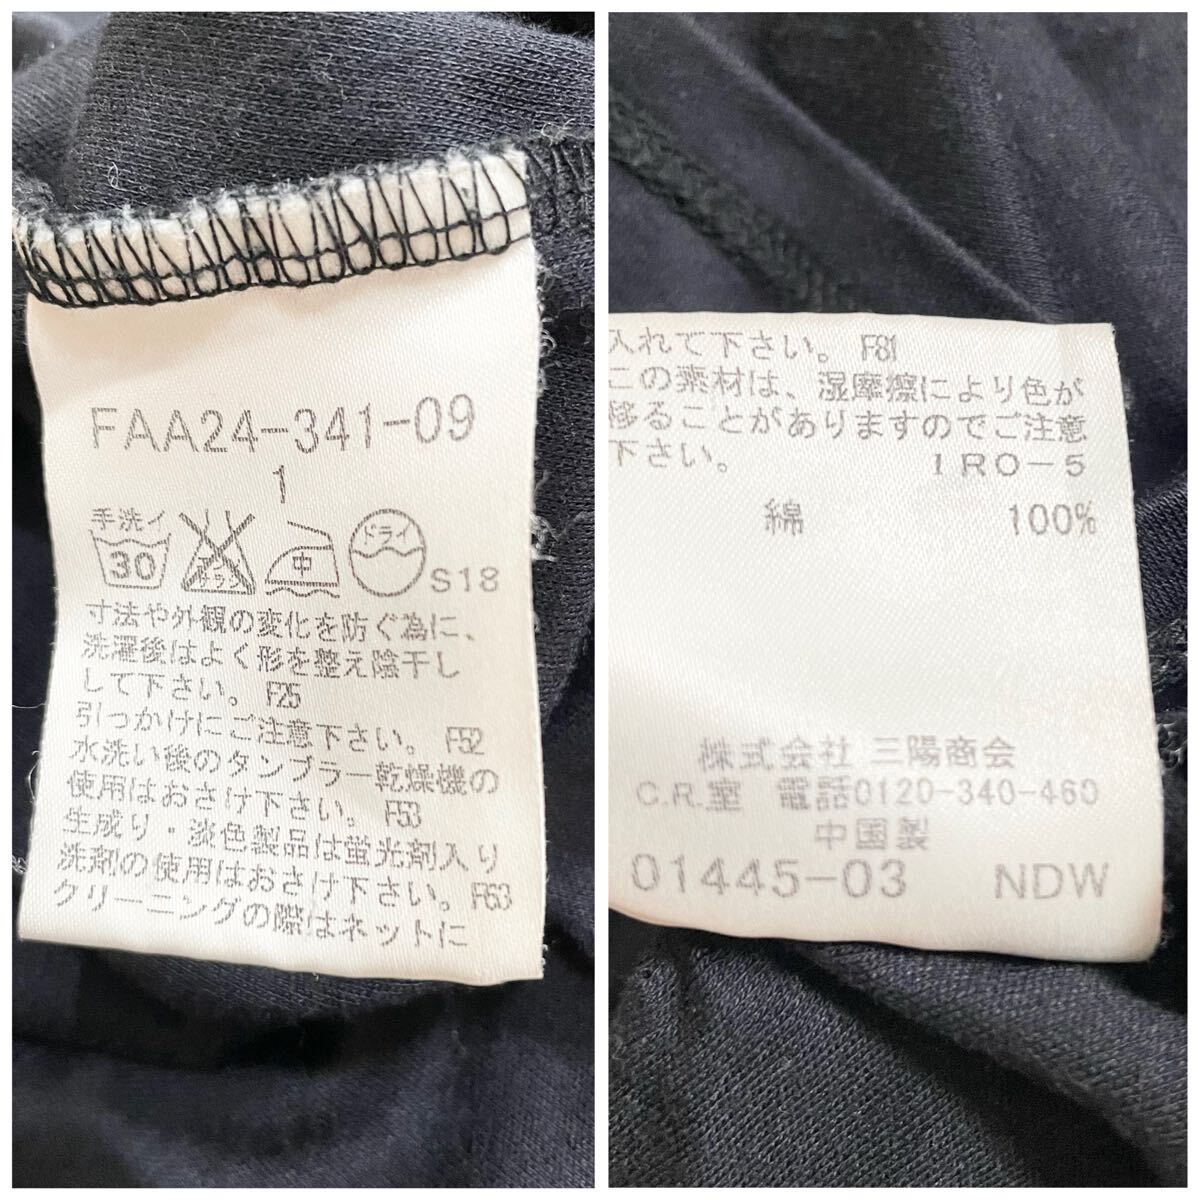 FAA24-341-09
1
手洗イ
30
中
ドライ
S18
寸法や外観の変化を防ぐ為に、
洗濯後はよく形を整え陰干し
して下さい。 F25
引っかけにご注意下さい。 F52
水洗い後のタンブラー乾燥機の
使用はおさけ下さい。 F53
生成り・淡色製品は蛍光剤入り
洗剤の使用はおさけ下さい。 F63
クリーニングの際はネットに
入れて下さい。 F81
この素材は、湿摩擦により色が
移ることがありますのでご注意
下さい。 IRO-5
綿 100%
株式会社 三陽商会
C.R.室 電話0120-340-460
中国製
01445-03 NDW